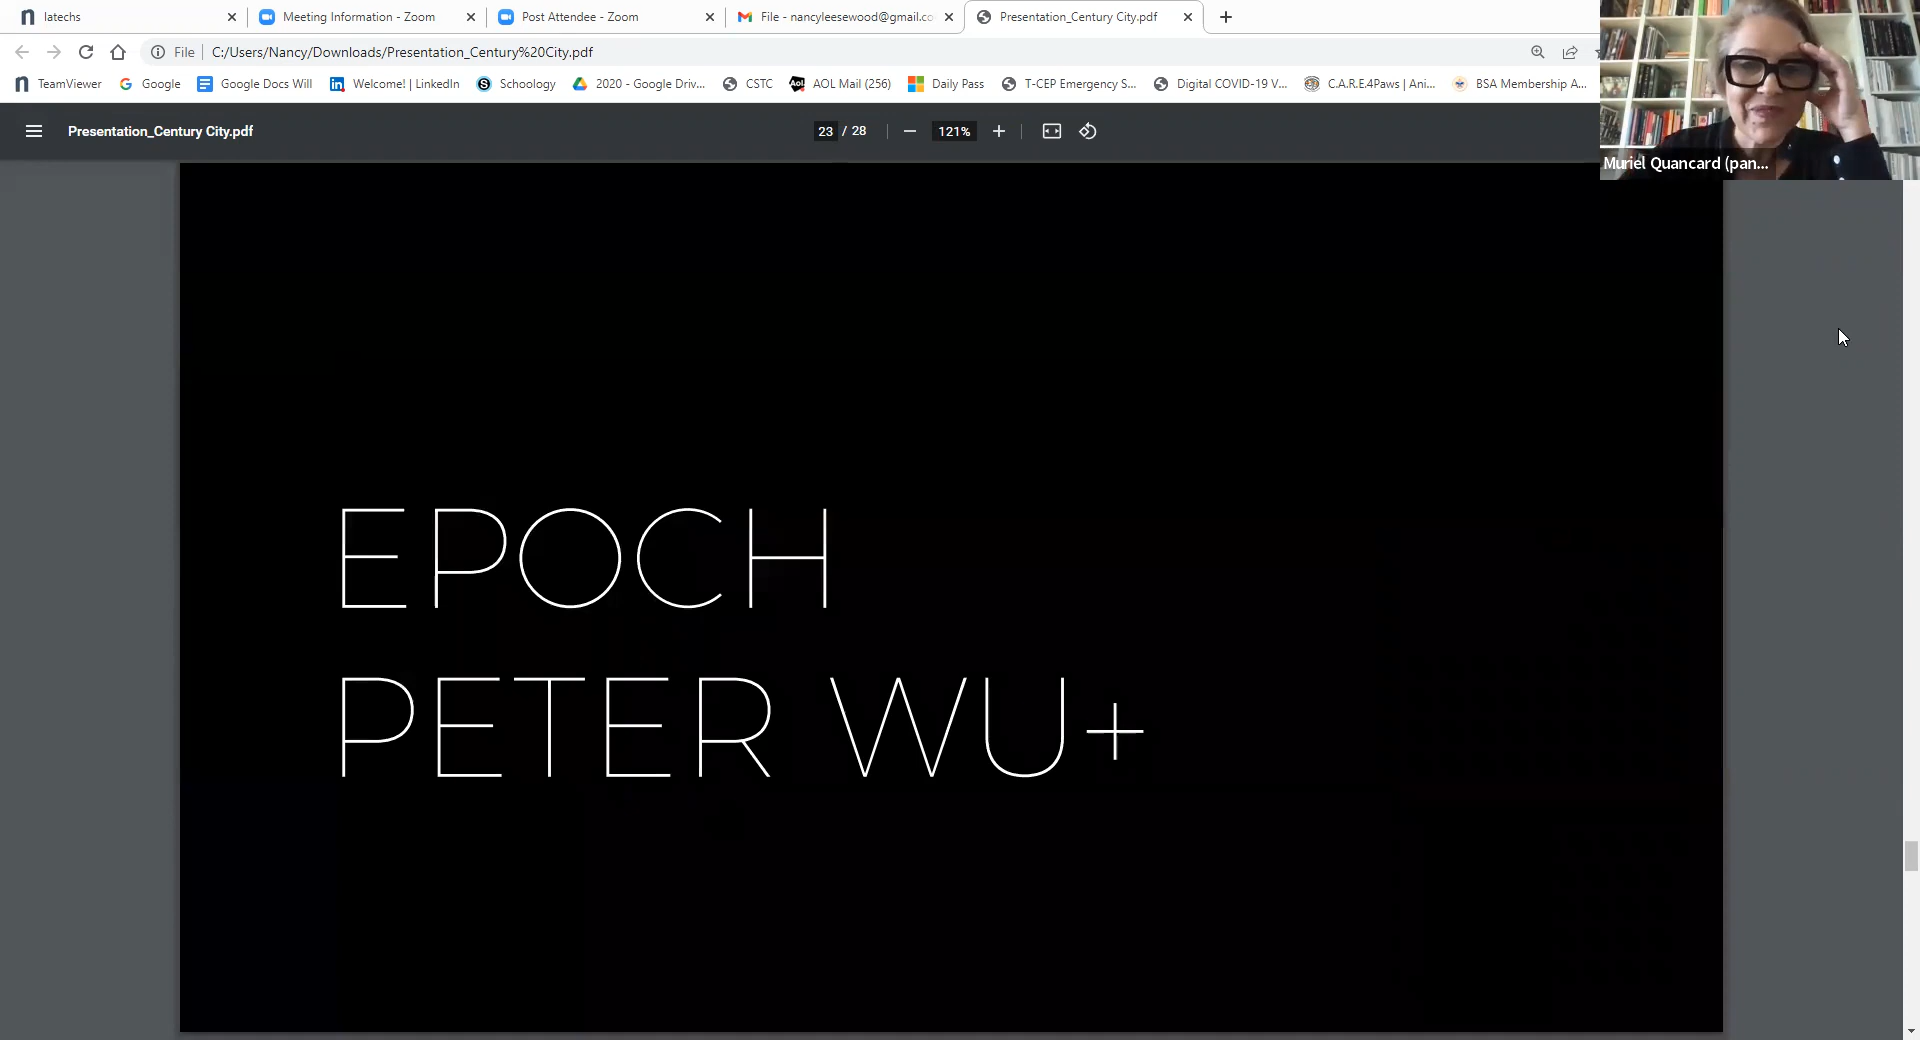 latechs
Meeting Information - Zoom
Post Attendee - Zoom
File - nancyleesewood@gmail.co
Presentation_Century City.pdf
File
C:/Users/Nancy/Downloads/Presentation_Century%20City.pdf
TeamViewer
Google
Google Docs Will
Welcome! | LinkedIn
Schoology
2020 - Google Driv...
CSTC
AOL Mail (256)
Daily Pass
T-CEP Emergency S...
Digital COVID-19 V...
C.A.R.E.4Paws | Ani...
BSA Membership A...
Presentation_Century City.pdf
23 / 28
121%
Muriel Quancard (pan...
EPOCH
PETER WU+